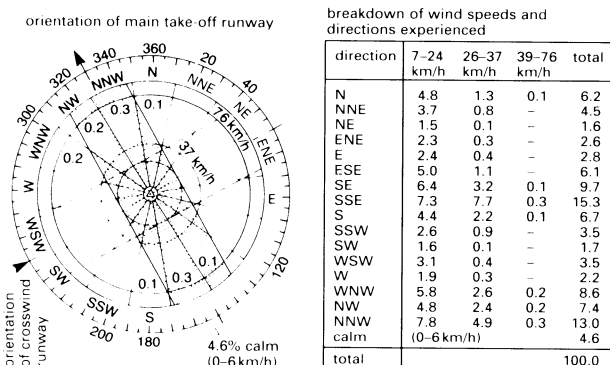 orientation of main take-off runway
360
340
320
300
20
40
120
180
200
N
NNE
NE
ENE
E
S
SSW
SW
WSW
W
WNW
NW
NNW
0.1
0.3
0.2
0.2
76 km/h
37 km/h
0.1
0.3
0.1
orientation
of crosswind
runway
4.6% calm
(0–6 km/h)
breakdown of wind speeds and
directions experienced
direction 7–24 26–37 39–76 total
km/h km/h km/h
N 4.8 1.3 0.1 6.2
NNE 3.7 0.8 – 4.5
NE 1.5 0.1 – 1.6
ENE 2.3 0.3 – 2.6
E 2.4 0.4 – 2.8
ESE 5.0 1.1 – 6.1
SE 6.4 3.2 0.1 9.7
SSE 7.3 7.7 0.3 15.3
S 4.4 2.2 0.1 6.7
SSW 2.6 0.9 – 3.5
SW 1.6 0.1 – 1.7
WSW 3.1 0.4 – 3.5
W 1.9 0.3 – 2.2
WNW 5.8 2.6 0.2 8.6
NW 4.8 2.4 0.2 7.4
NNW 7.8 4.9 0.3 13.0
calm (0–6 km/h) 4.6
total 100.0